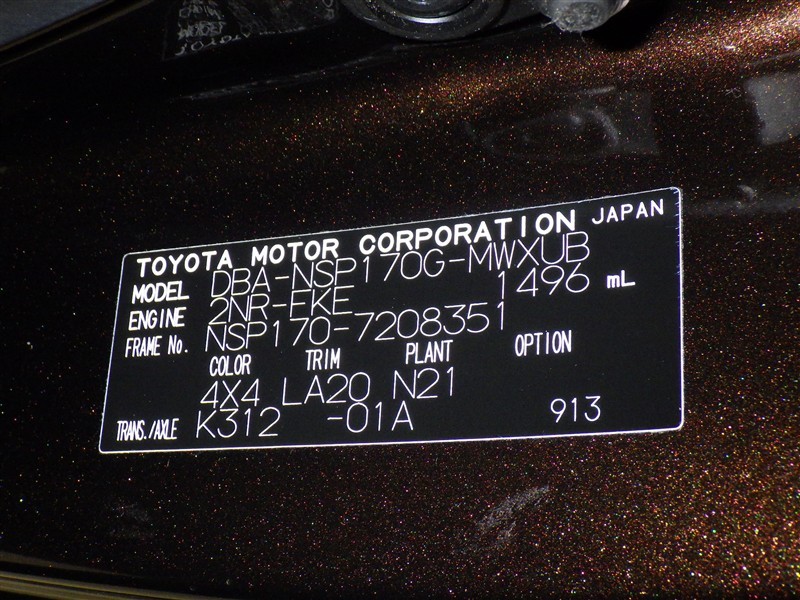 TOYOTA MOTOR CORPORATION JAPAN
MODEL DBA-NSP170G-MWXUB
ENGINE 2NR-FKE 1496 mL
FRAME No. NSP170-7208351
COLOR TRIM PLANT OPTION
4X4 LA20 N21
TRANS./AXLE K312 -01A 913